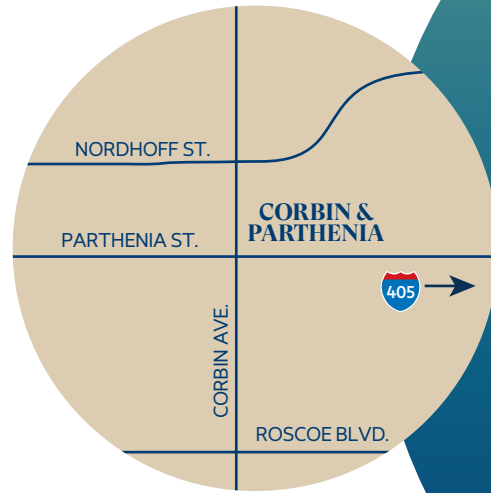 NORDHOFF ST.
CORBIN &
PARTHENIA
PARTHENIA ST.
405
CORBIN AVE.
ROSCOE BLVD.